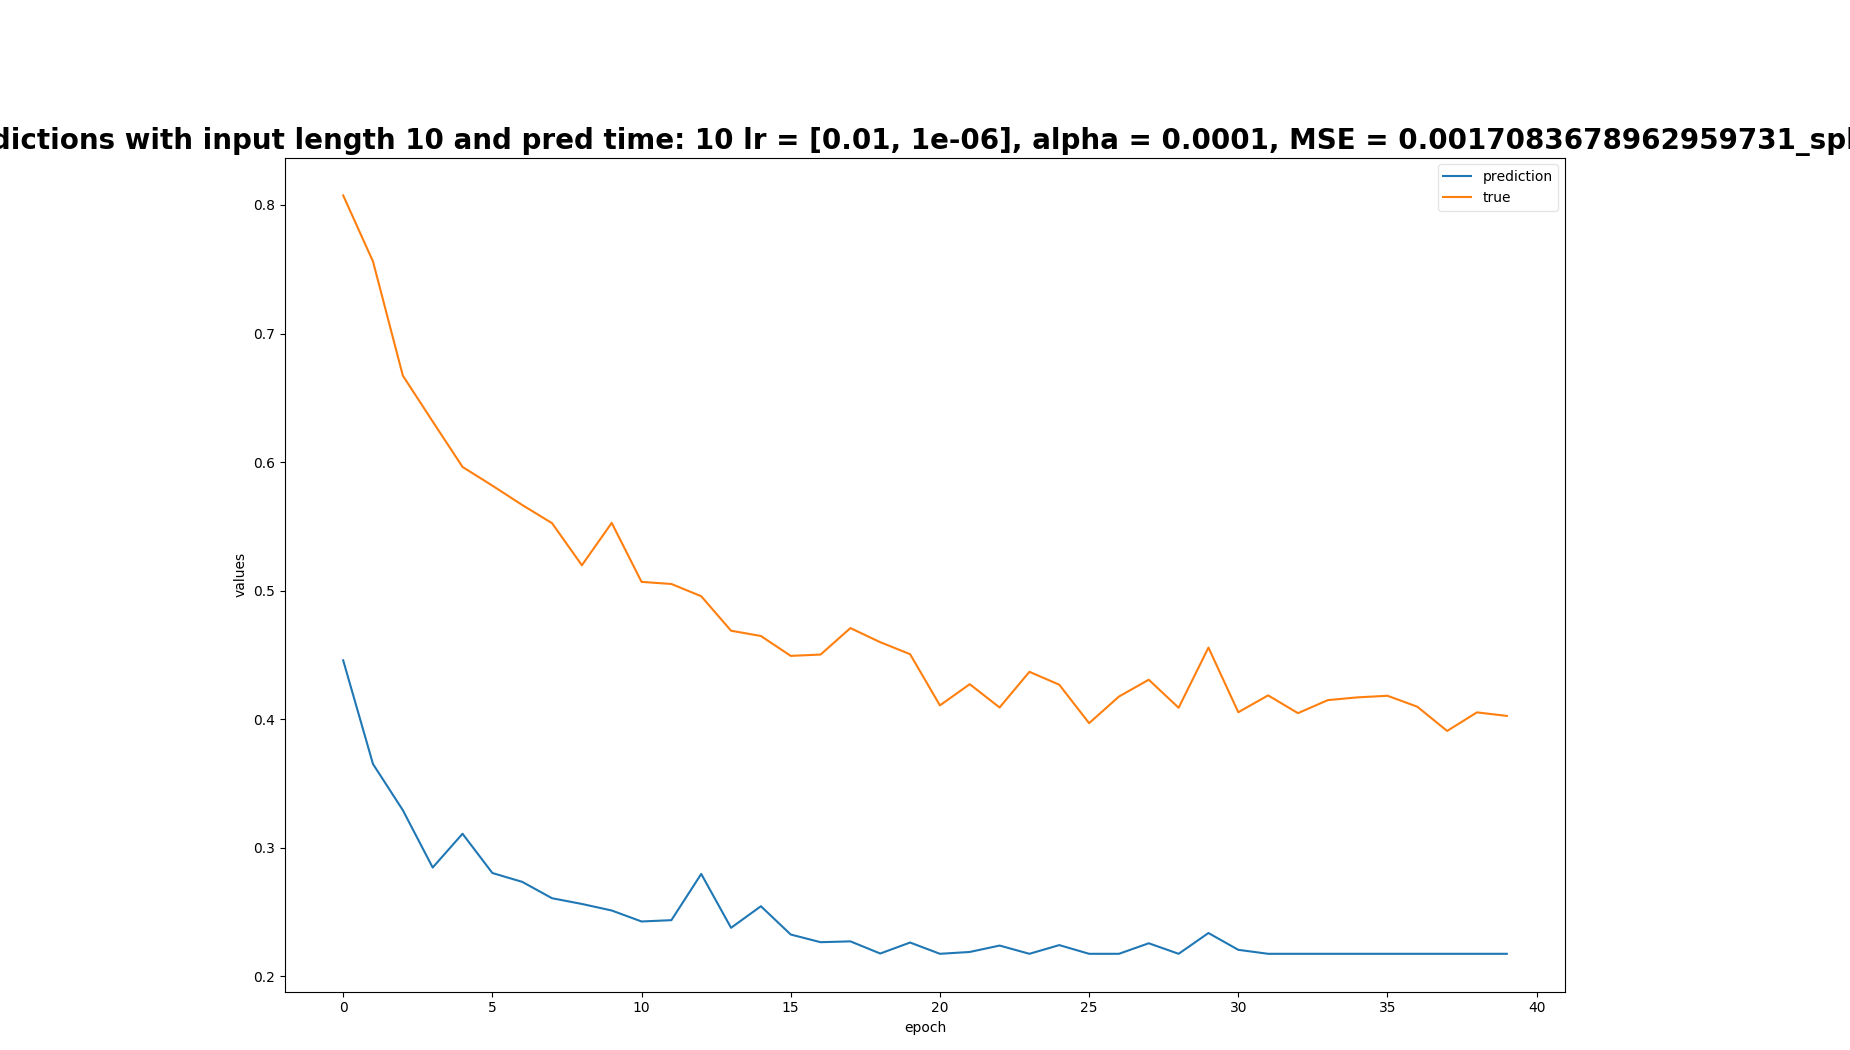 dictions with input length 10 and pred time: 10 lr = [0.01, 1e-06], alpha = 0.0001, MSE = 0.0017083678962959731_spl
prediction
true
0.8
0.7
0.6
0.5
0.4
0.3
0.2
values
0 5 10 15 20 25 30 35 40
epoch